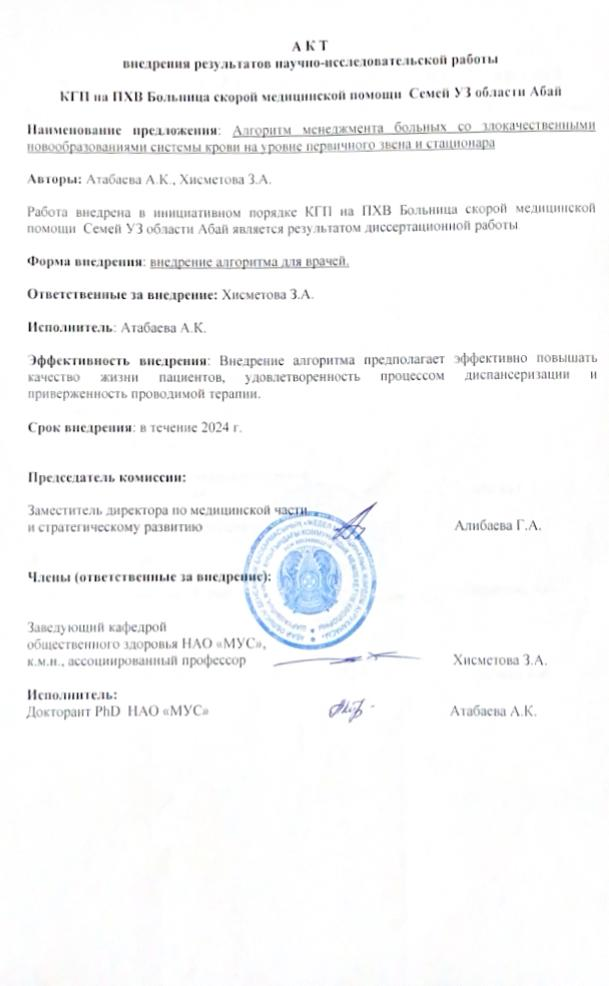 А К Т
внедрения результатов научно-исследовательской работы
КГП на ПХВ Больница скорой медицинской помощи Семей УЗ области Абай
Наименование предложения: Алгоритм менеджмента больных со злокачественными
новообразованиями системы крови на уровне первичного звена и стационара
Авторы: Атабаева А.К., Хисметова З.А.
Работа внедрена в инициативном порядке КГП на ПХВ Больница скорой медицинской
помощи Семей УЗ области Абай является результатом диссертационной работы
Форма внедрения: внедрение алгоритма для врачей.
Ответственные за внедрение: Хисметова З.А.
Исполнитель: Атабаева А.К.
Эффективность внедрения: Внедрение алгоритма предполагает эффективно повышать
качество жизни пациентов, удовлетворенность процессом диспансеризации и
приверженность проводимой терапии.
Срок внедрения: в течение 2024 г.
Председатель комиссии:
Заместитель директора по медицинской части
и стратегическому развитию Алибаева Г.А.
Члены (ответственные за внедрение):
Заведующий кафедрой
общественного здоровья НАО «МУС»,
к.м.н., ассоциированный профессор Хисметова З.А.
Исполнитель:
Докторант PhD НАО «МУС» Атабаева А.К.